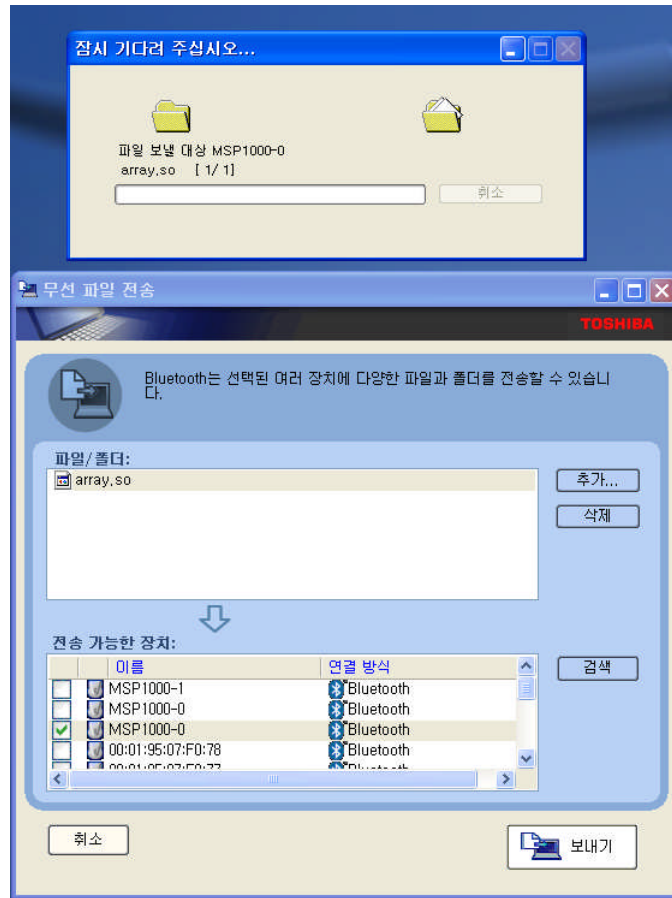 잠시 기다려 주십시오...
파일 보낼 대상 MSP1000-0
array.so [ 1/ 1]
취소
무선 파일 전송
TOSHIBA
Bluetooth는 선택된 여러 장치에 다양한 파일과 폴더를 전송할 수 있습니
다.
파일/폴더:
array.so
추가...
삭제
전송 가능한 장치:
이름 연결 방식
검색
MSP1000-1 Bluetooth
MSP1000-0 Bluetooth
MSP1000-0 Bluetooth
00:01:95:07:F0:78 Bluetooth
취소
보내기